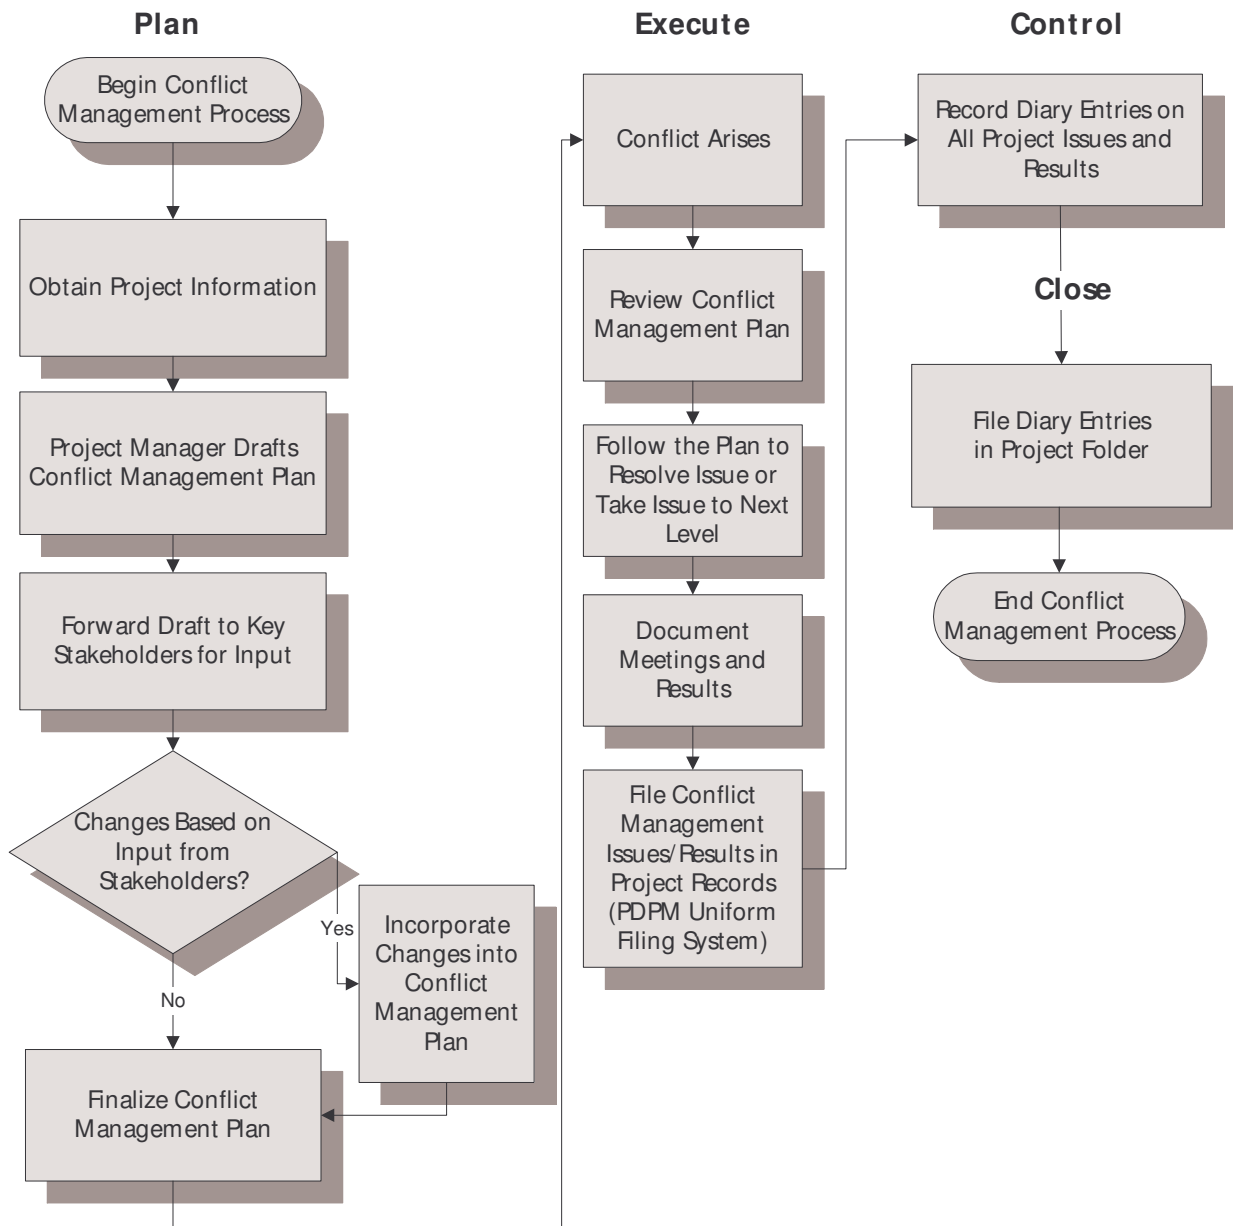 Plan
Begin Conflict
Management Process
Obtain Project Information
Project Manager Drafts
Conflict Management Plan
Forward Draft to Key
Stakeholders for Input
Changes Based on
Input from
Stakeholders?
Yes
No
Incorporate
Changes into
Conflict
Management
Plan
Finalize Conflict
Management Plan
Execute
Conflict Arises
Review Conflict
Management Plan
Follow the Plan to
Resolve Issue or
Take Issue to Next
Level
Document
Meetings and
Results
File Conflict
Management
Issues/Results in
Project Records
(PDPM Uniform
Filing System)
Control
Record Diary Entries on
All Project Issues and
Results
Close
File Diary Entries
in Project Folder
End Conflict
Management Process